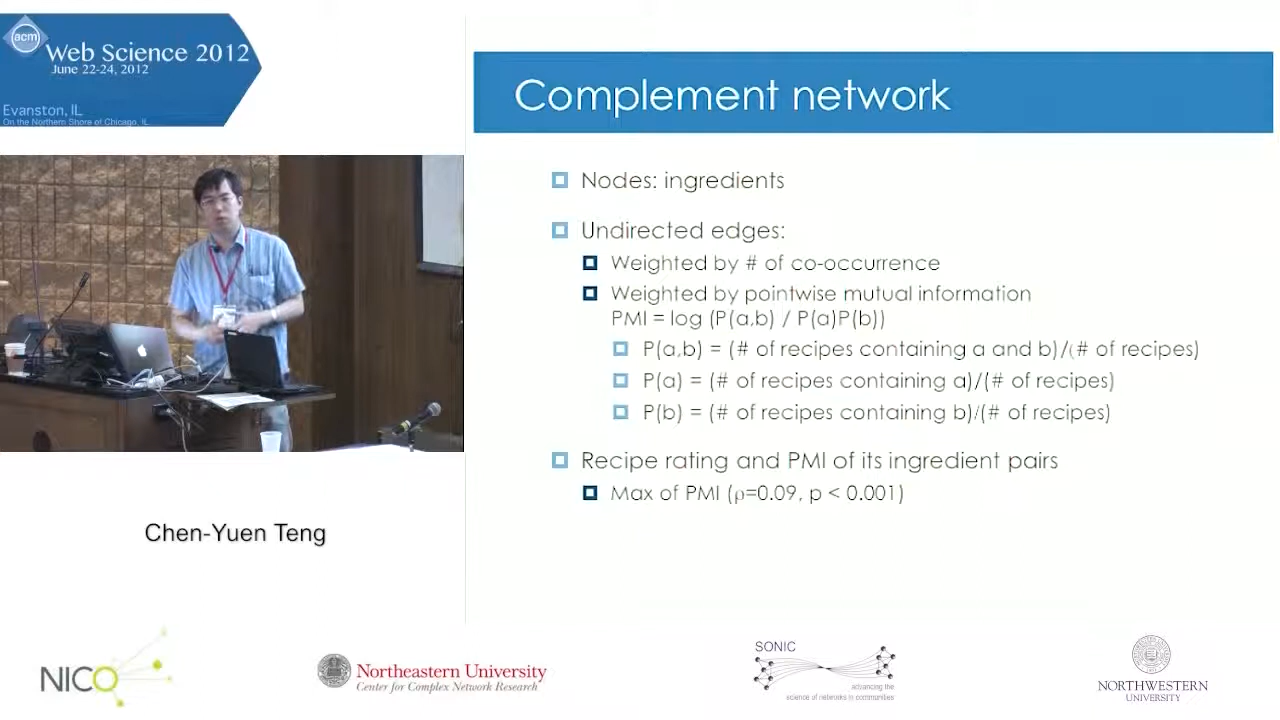 acm
Web Science 2012
June 22-24, 2012
Evanston, IL
On the Northern Shore of Chicago, IL
Complement network
Nodes: ingredients
Undirected edges:
Weighted by # of co-occurrence
Weighted by pointwise mutual information
PMI = log (P(a,b) / P(a)P(b))
P(a,b) = (# of recipes containing a and b)/(# of recipes)
P(a) = (# of recipes containing a)/(# of recipes)
P(b) = (# of recipes containing b)/(# of recipes)
Recipe rating and PMI of its ingredient pairs
Max of PMI (ρ=0.09, p < 0.001)
Chen-Yuen Teng
NICO
Northeastern University
Center for Complex Network Research
SONIC
advancing the
science of networks in communities
NORTHWESTERN
UNIVERSITY